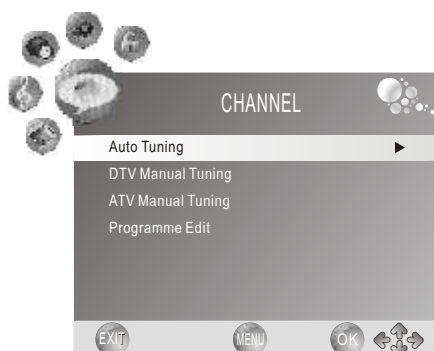 CHANNEL
Auto Tuning
DTV Manual Tuning
ATV Manual Tuning
Programme Edit
EXIT MENU OK